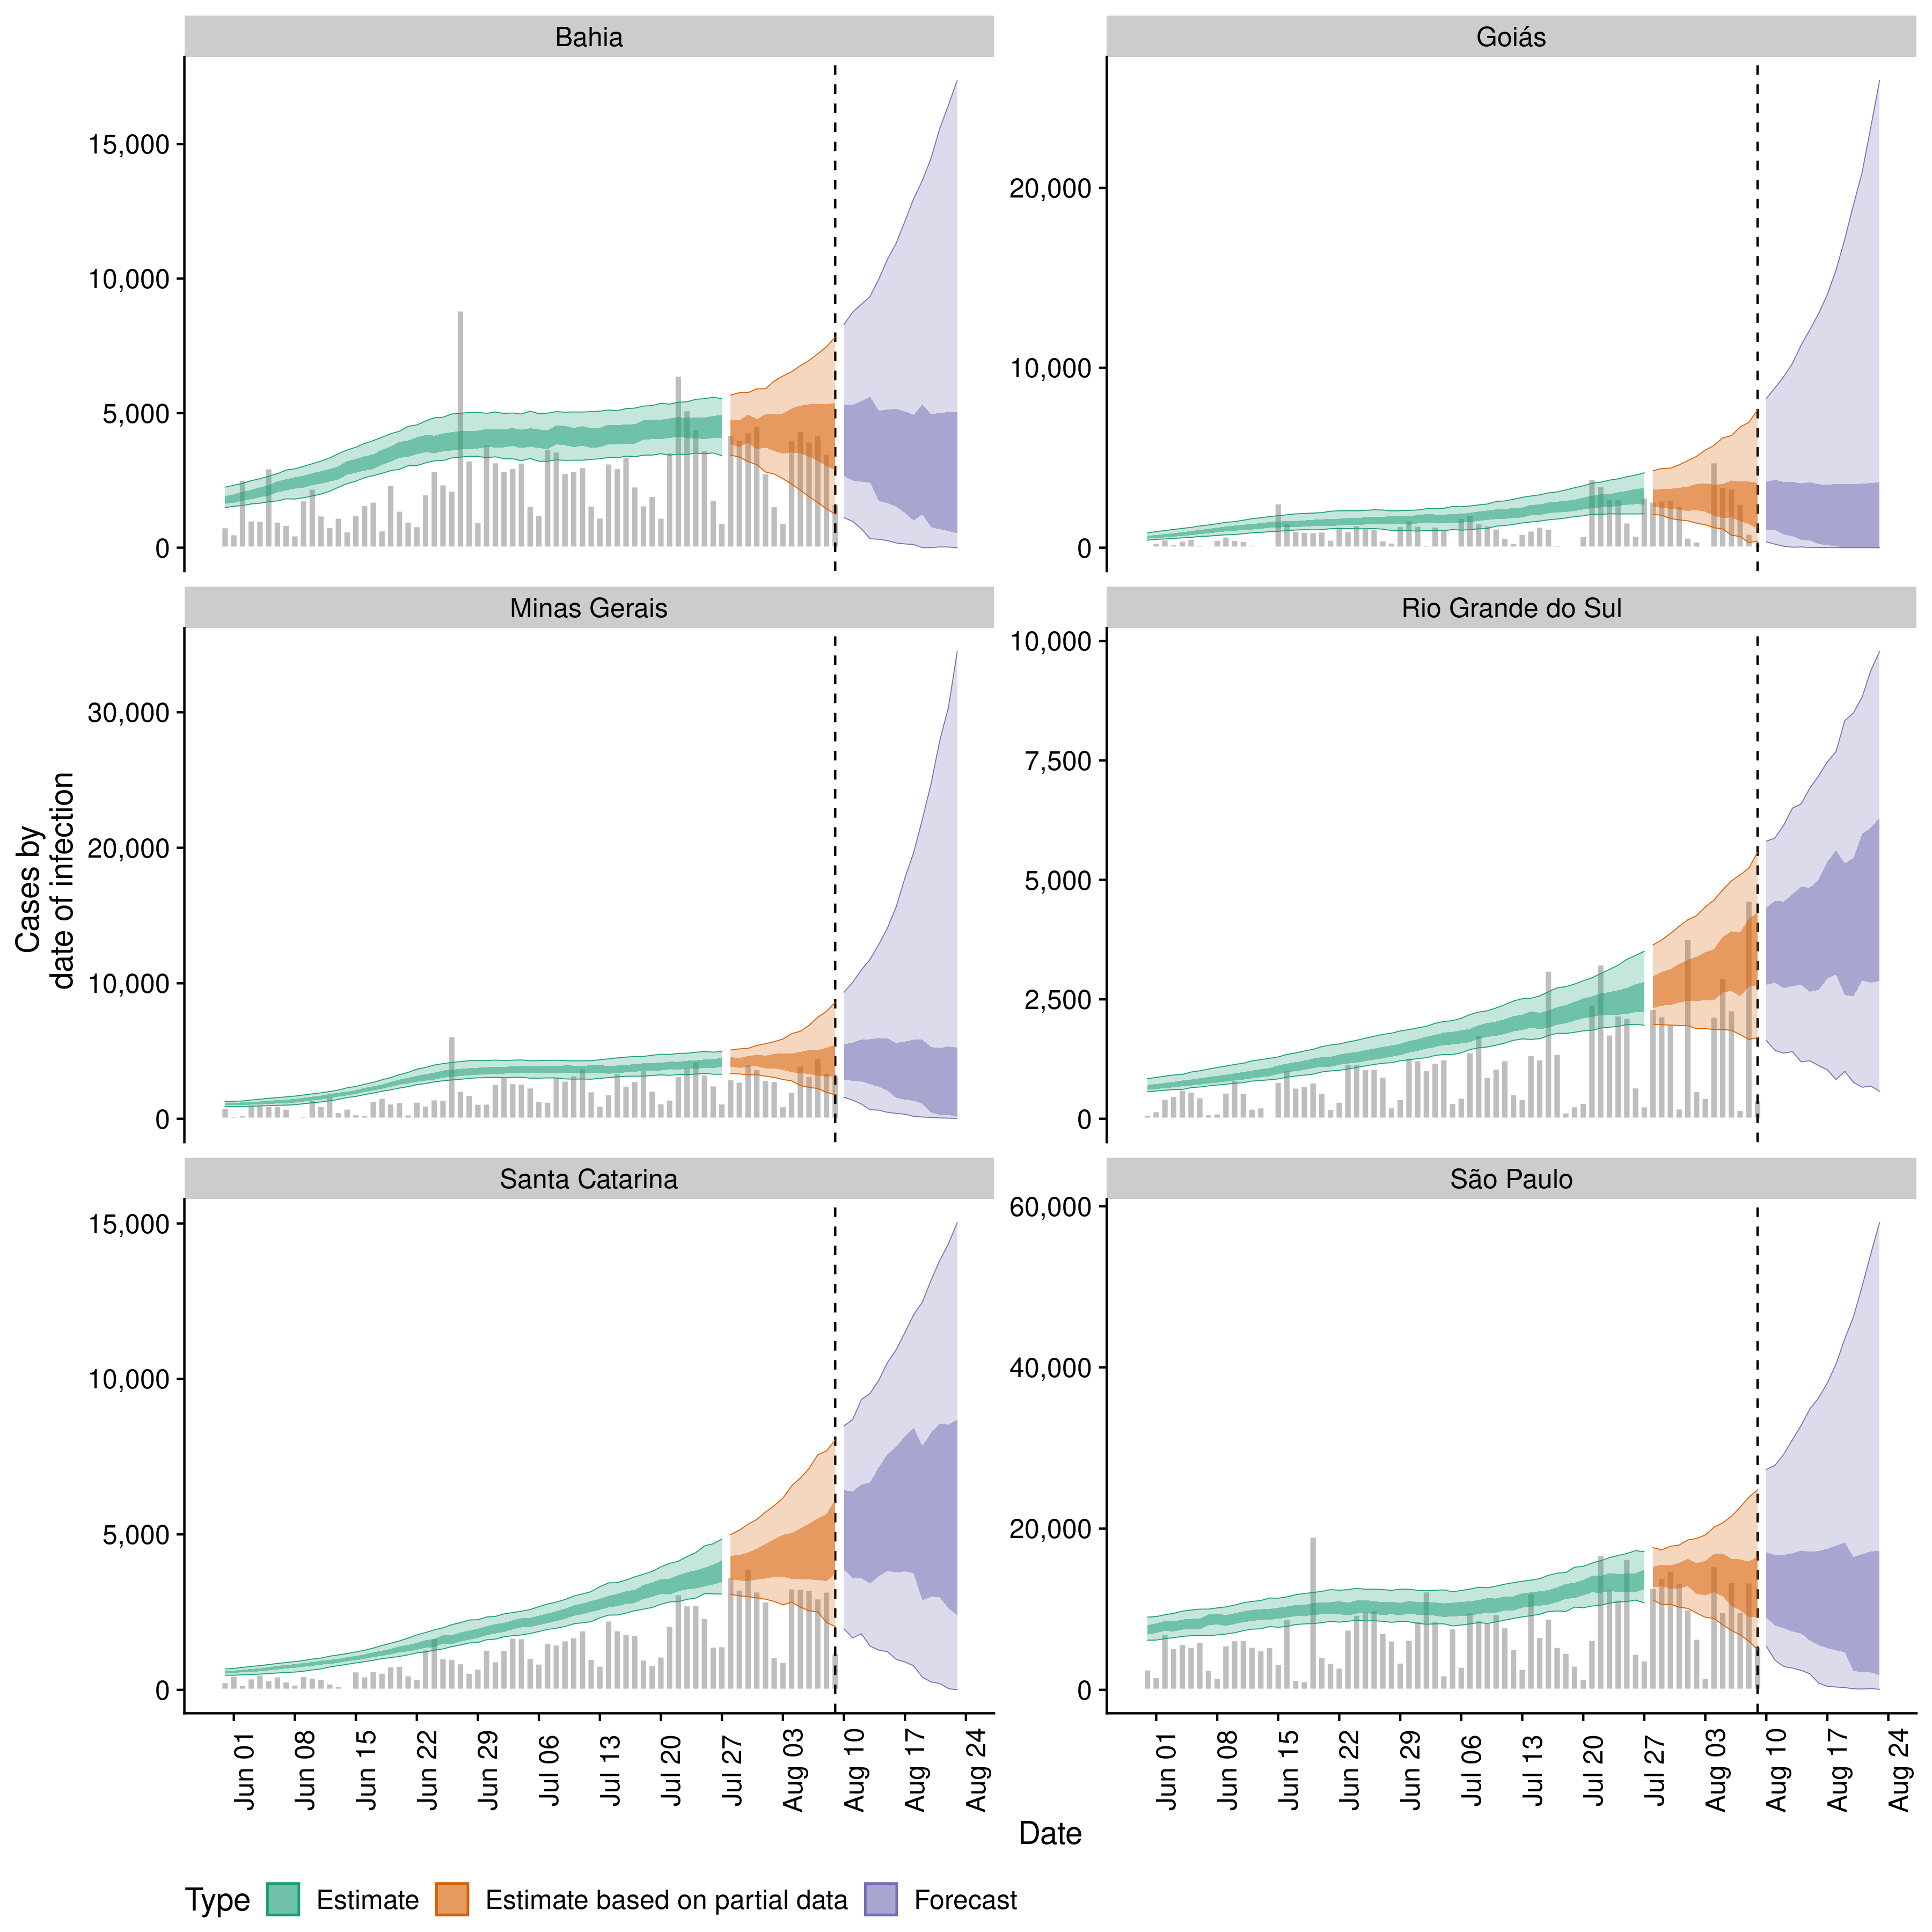 Bahia
Goiás
15,000
10,000
5,000
0
20,000
10,000
0
Minas Gerais
Rio Grande do Sul
30,000
20,000
10,000
0
10,000
7,500
5,000
2,500
0
Santa Catarina
São Paulo
15,000
10,000
5,000
0
60,000
40,000
20,000
0
Cases by
date of infection
Jun 01
Jun 08
Jun 15
Jun 22
Jun 29
Jul 06
Jul 13
Jul 20
Jul 27
Aug 03
Aug 10
Aug 17
Aug 24
Jun 01
Jun 08
Jun 15
Jun 22
Jun 29
Jul 06
Jul 13
Jul 20
Jul 27
Aug 03
Aug 10
Aug 17
Aug 24
Date
Type Estimate Estimate based on partial data Forecast